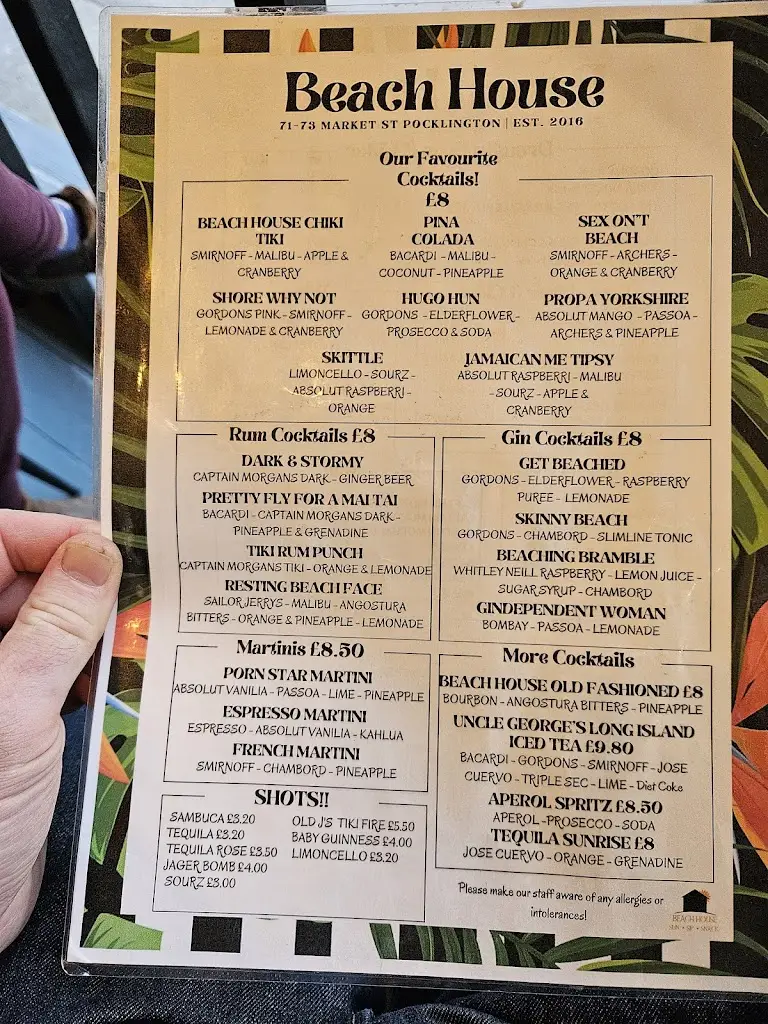 Beach House
71-73 MARKET ST POCKLINGTON | EST. 2016
Our Favourite
Cocktails!
£8
BEACH HOUSE CHIKI
TIKI
SMIRNOFF - MALIBU - APPLE &
CRANBERRY
PINA
COLADA
BACARDI - MALIBU -
COCONUT - PINEAPPLE
SEX ON'T
BEACH
SMIRNOFF - ARCHERS -
ORANGE & CRANBERRY
SHORE WHY NOT
GORDONS PINK - SMIRNOFF -
LEMONADE & CRANBERRY
HUGO HUN
GORDONS - ELDERFLOWER -
PROSECCO & SODA
PROPA YORKSHIRE
ABSOLUT MANGO - PASSOA -
ARCHERS & PINEAPPLE
SKITTLE
LIMONCELLO - SOURZ -
ABSOLUT RASPBERRI -
ORANGE
JAMAICAN ME TIPSY
ABSOLUT RASPBERRI - MALIBU
- SOURZ - APPLE &
CRANBERRY
Rum Cocktails £8
DARK & STORMY
CAPTAIN MORGANS DARK - GINGER BEER
PRETTY FLY FOR A MAI TAI
BACARDI - CAPTAIN MORGANS DARK -
PINEAPPLE & GRENADINE
TIKI RUM PUNCH
CAPTAIN MORGANS TIKI - ORANGE & LEMONADE
RESTING BEACH FACE
SAILOR JERRYS - MALIBU - ANGOSTURA
BITTERS - ORANGE & PINEAPPLE - LEMONADE
Gin Cocktails £8
GET BEACHED
GORDONS - ELDERFLOWER - RASPBERRY
PUREE - LEMONADE
SKINNY BEACH
GORDONS - CHAMBORD - SLIMLINE TONIC
BEACHING BRAMBLE
WHITLEY NEILL RASPBERRY - LEMON JUICE -
SUGAR SYRUP - CHAMBORD
GINDEPENDENT WOMAN
BOMBAY - PASSOA - LEMONADE
Martinis £8.50
PORN STAR MARTINI
ABSOLUT VANILIA - PASSOA - LIME - PINEAPPLE
ESPRESSO MARTINI
ESPRESSO - ABSOLUT VANILIA - KAHLUA
FRENCH MARTINI
SMIRNOFF - CHAMBORD - PINEAPPLE
More Cocktails
BEACH HOUSE OLD FASHIONED £8
BOURBON - ANGOSTURA BITTERS - PINEAPPLE
UNCLE GEORGE'S LONG ISLAND
ICED TEA £9.80
BACARDI - GORDONS - SMIRNOFF - JOSE
CUERVO - TRIPLE SEC - LIME - Diet Coke
APEROL SPRITZ £8.50
APEROL - PROSECCO - SODA
TEQUILA SUNRISE £8
JOSE CUERVO - ORANGE - GRENADINE
SHOTS!!
SAMBUCA £3.20
TEQUILA £3.20
TEQUILA ROSE £3.50
JAGER BOMB £4.00
SOURZ £3.00
OLD J'S TIKI FIRE £5.50
BABY GUINNESS £4.00
LIMONCELLO £3.20
Please make our staff aware of any allergies or
intolerances!
BEACH HOUSE
SUN • SIP • SNACK